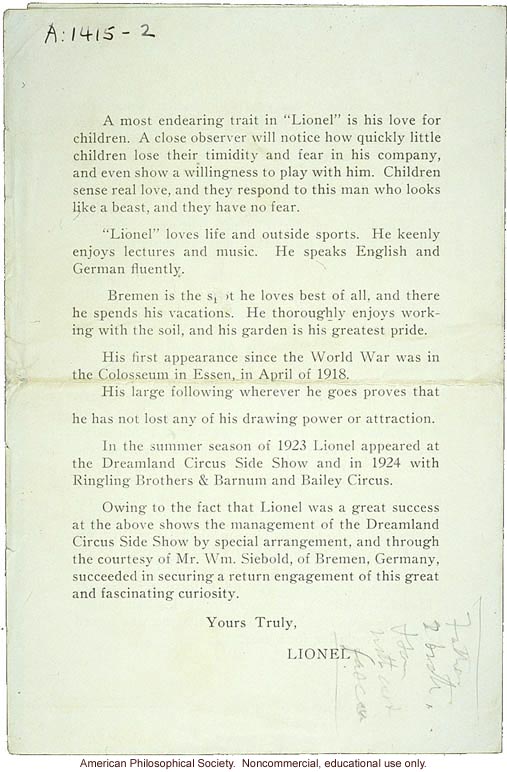 A:1415-2
A most endearing trait in "Lionel" is his love for
children. A close observer will notice how quickly little
children lose their timidity and fear in his company,
and even show a willingness to play with him. Children
sense real love, and they respond to this man who looks
like a beast, and they have no fear.
"Lionel" loves life and outside sports. He keenly
enjoys lectures and music. He speaks English and
German fluently.
Bremen is the he loves best of all, and there
he spends his vacations. He thoroughly enjoys work-
ing with the soil, and his garden is his greatest pride.
His first appearance since the World War was in
the Colosseum in Essen, in April of 1918.
His large following wherever he goes proves that
he has not lost any of his drawing power or attraction.
In the summer season of 1923 Lionel appeared at
the Dreamland Circus Side Show and in 1924 with
Ringling Brothers & Barnum and Bailey Circus.
Owing to the fact that Lionel was a great success
at the above shows the management of the Dreamland
Circus Side Show by special arrangement, and through
the courtesy of Mr. Wm. Siebold, of Bremen, Germany,
succeeded in securing a return engagement of this great
and fascinating curiosity.
Yours Truly,
LIONEL
American Philosophical Society. Noncommercial, educational use only.